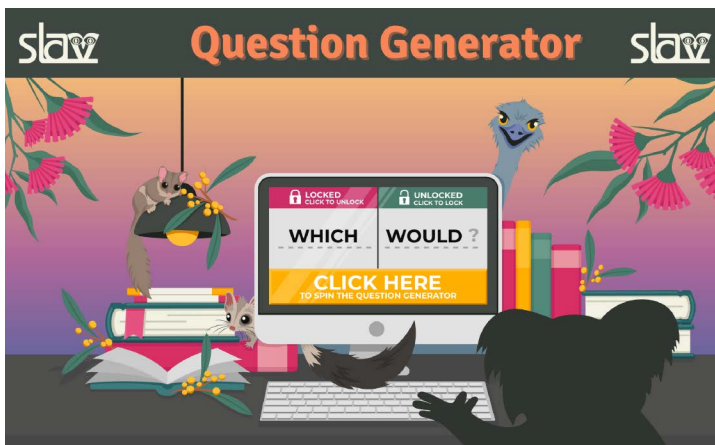 slav Question Generator slav
LOCKED
CLICK TO UNLOCK
UNLOCKED
CLICK TO LOCK
WHICH WOULD ?
CLICK HERE
TO SPIN THE QUESTION GENERATOR